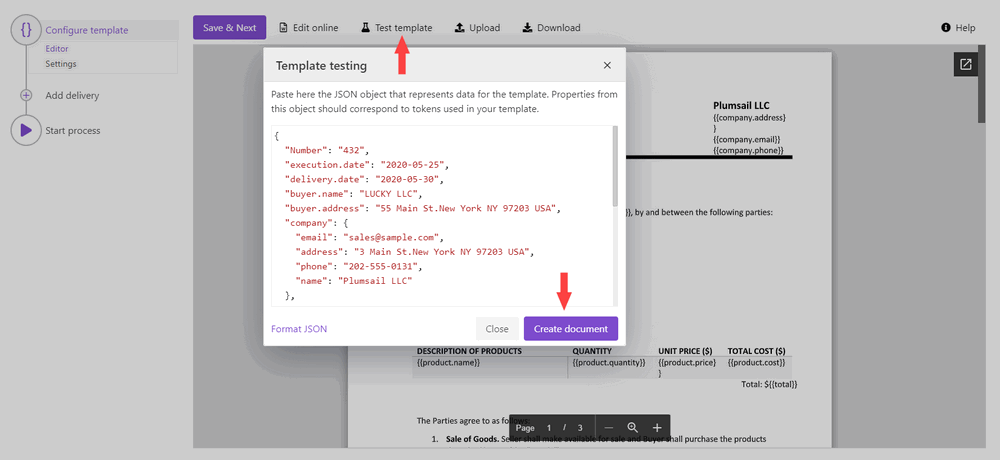 {}
Configure template
Editor
Settings
Add delivery
Start process
Save & Next
Edit online
Test template
Upload
Download
Help
Template testing
Paste here the JSON object that represents data for the template. Properties from
this object should correspond to tokens used in your template.
{
"Number": "432",
"execution.date": "2020-05-25",
"delivery.date": "2020-05-30",
"buyer.name": "LUCKY LLC",
"buyer.address": "55 Main St.New York NY 97203 USA",
"company": {
"email": "sales@sample.com",
"address": "3 Main St.New York NY 97203 USA",
"phone": "202-555-0131",
"name": "Plumsail LLC"
},
Format JSON
Close
Create document
Plumsail LLC
{{company.address}
}
{{company.email}}
{{company.phone}}
}}, by and between the following parties:
DESCRIPTION OF PRODUCTS QUANTITY UNIT PRICE ($) TOTAL COST ($)
{{product.name}} {{product.quantity}} {{product.price} {{product.cost}}
}
Total: ${{total}}
The Parties agree to as follows:
Page 1 / 3
1. Sale of Goods. Seller shall make available for sale and Buyer shall purchase the products